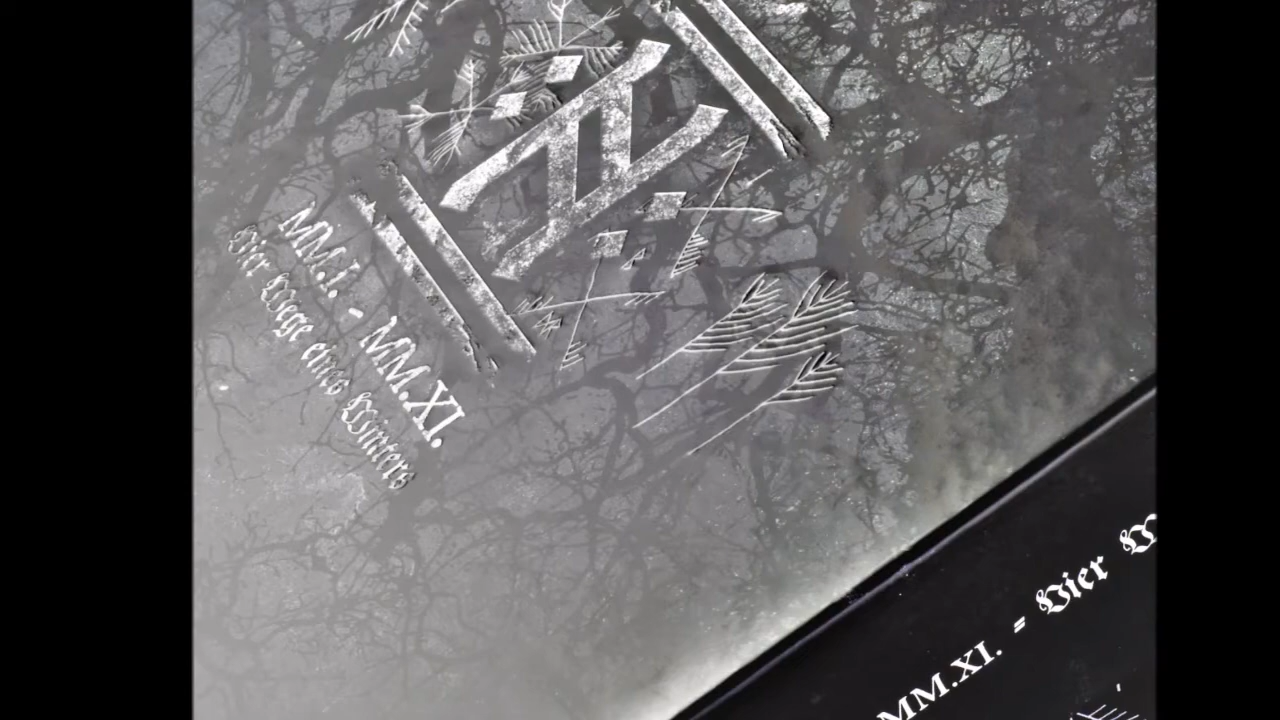 MM.I. - MM.XI.
Vier Wege eines Winters
MM.XI. = Vier